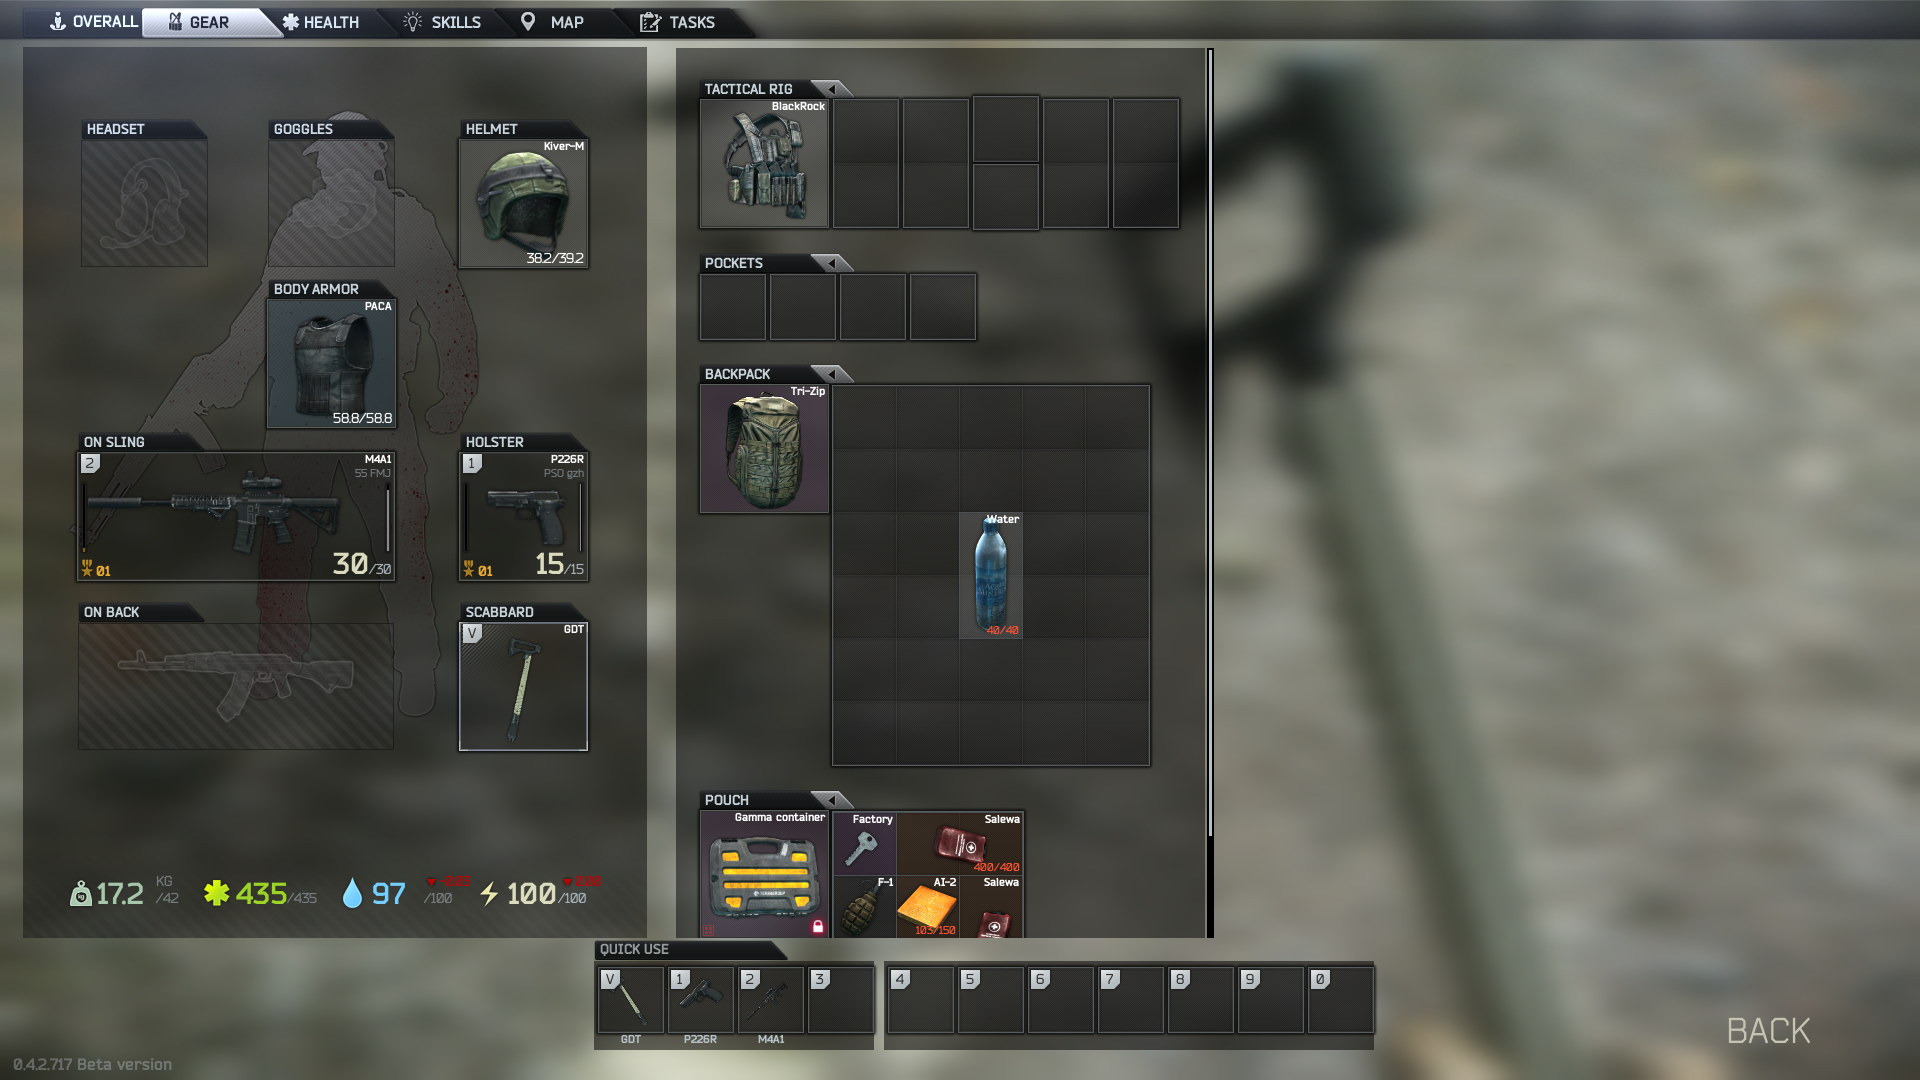 OVERALL
GEAR
HEALTH
SKILLS
MAP
TASKS
HEADSET
GOGGLES
HELMET
Kiver-M
38.2/39.2
BODY ARMOR
PACA
58.8/58.8
ON SLING
2
M4A1
55 FMJ
01
30/30
HOLSTER
1
P226R
PSO gzh
01
15/15
ON BACK
SCABBARD
V
GDT
17.2
KG
/42
435/435
97
/100
100
/100
TACTICAL RIG
BlackRock
POCKETS
BACKPACK
Tri-Zip
Water
40/40
POUCH
Gamma container
Factory
Salewa
400/400
F-1
AI-2
103/150
Salewa
QUICK USE
V
1
2
3
4
5
6
7
8
9
0
GDT
P226R
M4A1
BACK
0.4.2.717 Beta version